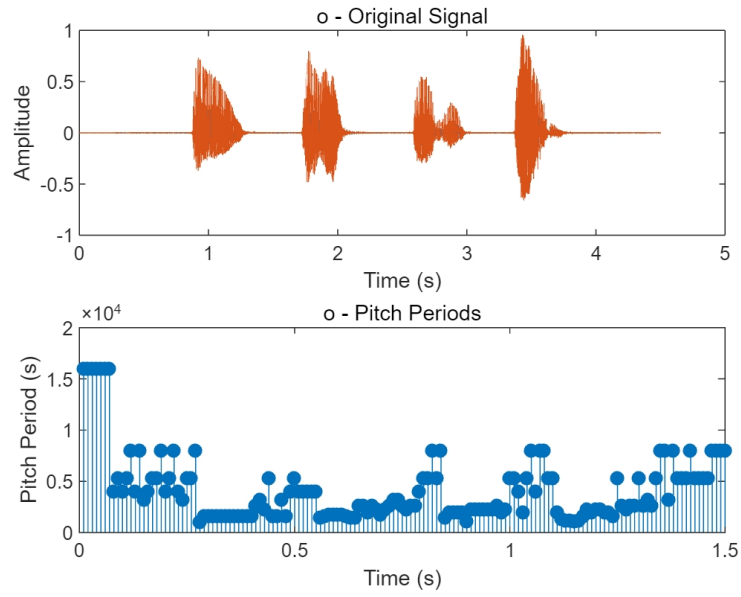 o - Original Signal
1
0.5
0
-0.5
-1
Amplitude
0 1 2 3 4 5
Time (s)
×10⁴
o - Pitch Periods
2
1.5
1
0.5
0
Pitch Period (s)
0 0.5 1 1.5
Time (s)